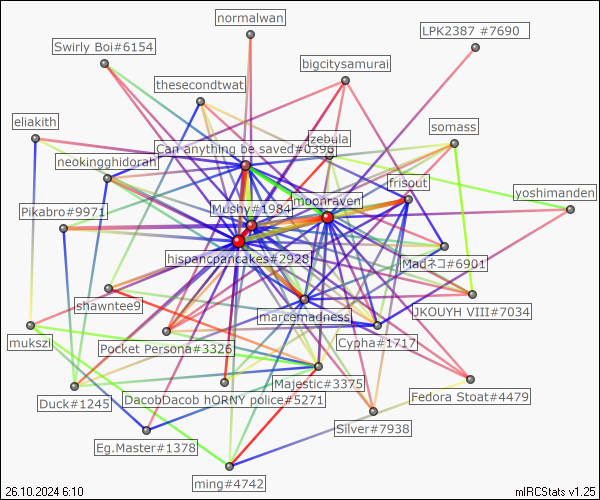 normalwan
LPK2387 #7690
Swirly Boi#6154
bigcitysamurai
thesecondtwat
eliakith
somass
zebula
Can anything be saved#0395
neokingghidorah
frisout
yoshimanden
moonraven
Pikabro#9971
Mushy#1984
hispancpancakes#2928
Madネコ#6901
shawntee9
JKOUYH VIII#7034
marcemadness
mukszi
Cypha#1717
Pocket Persona#3326
Majestic#3375
DacobDacob hORNY police#5271
Fedora Stoat#4479
Duck#1245
Silver#7938
Eg.Master#1378
ming#4742
26.10.2024 6:10
mIRCStats v1.25